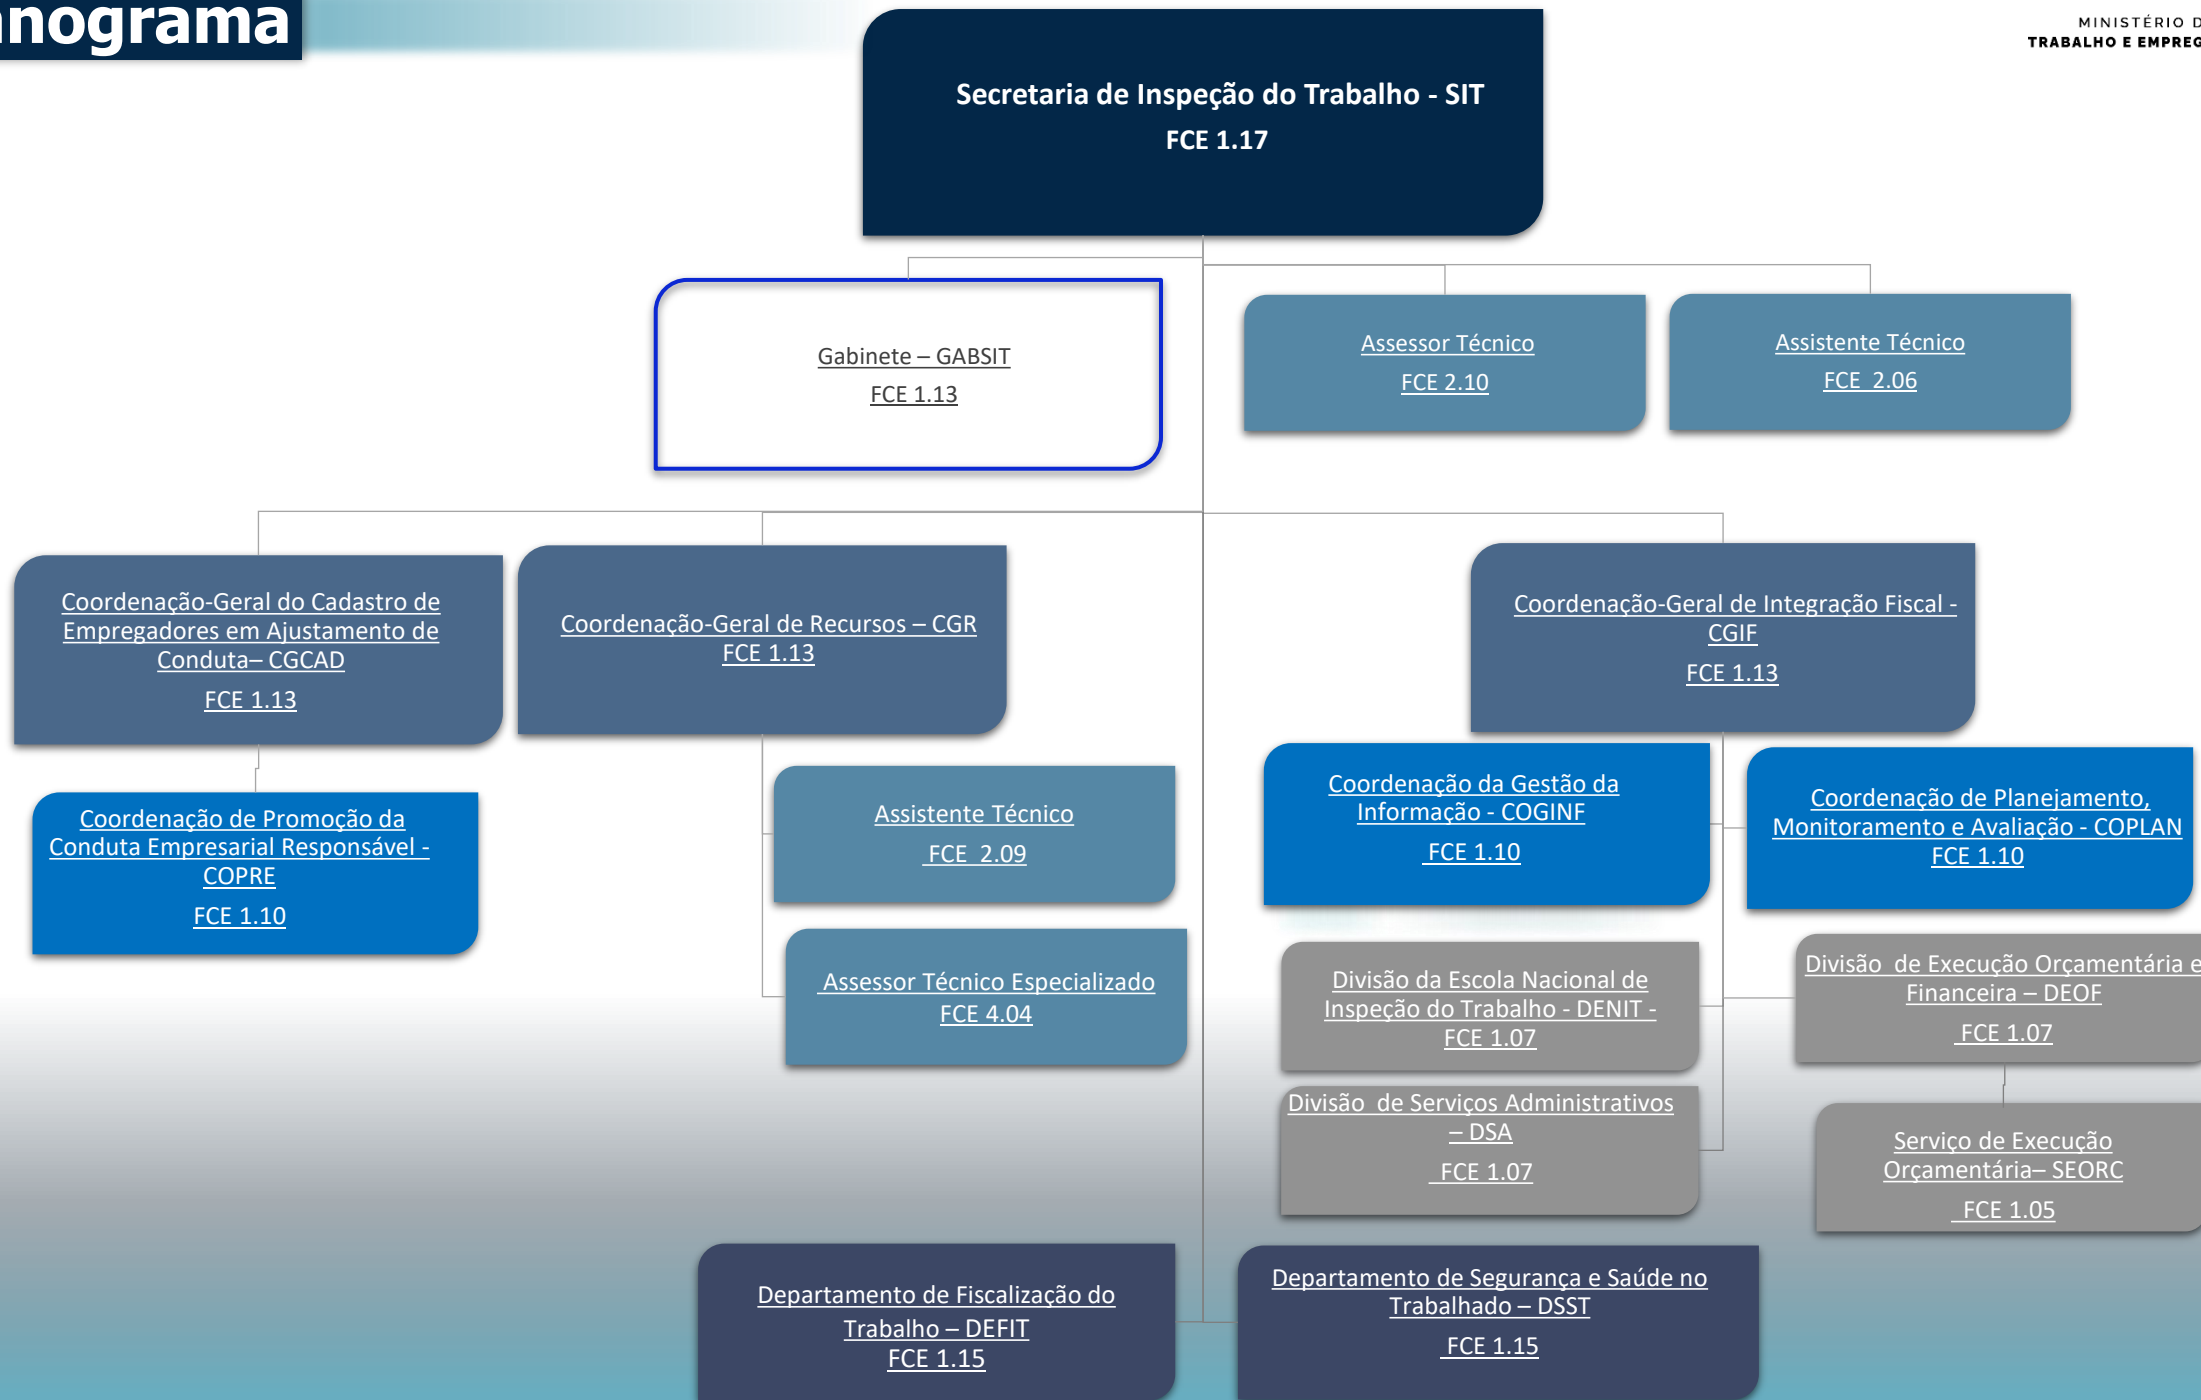 anograma
MINISTÉRIO D
TRABALHO E EMPREG
Secretaria de Inspeção do Trabalho - SIT
FCE 1.17
Gabinete – GABSIT
FCE 1.13
Assessor Técnico
FCE 2.10
Assistente Técnico
FCE 2.06
Coordenação-Geral do Cadastro de
Empregadores em Ajustamento de
Conduta– CGCAD
FCE 1.13
Coordenação-Geral de Recursos – CGR
FCE 1.13
Coordenação-Geral de Integração Fiscal -
CGIF
FCE 1.13
Coordenação de Promoção da
Conduta Empresarial Responsável -
COPRE
FCE 1.10
Assistente Técnico
FCE 2.09
Assessor Técnico Especializado
FCE 4.04
Coordenação da Gestão da
Informação - COGINF
FCE 1.10
Coordenação de Planejamento,
Monitoramento e Avaliação - COPLAN
FCE 1.10
Divisão da Escola Nacional de
Inspeção do Trabalho - DENIT -
FCE 1.07
Divisão de Execução Orçamentária e
Financeira – DEOF
FCE 1.07
Divisão de Serviços Administrativos
– DSA
FCE 1.07
Serviço de Execução
Orçamentária– SEORC
FCE 1.05
Departamento de Fiscalização do
Trabalho – DEFIT
FCE 1.15
Departamento de Segurança e Saúde no
Trabalhado – DSST
FCE 1.15